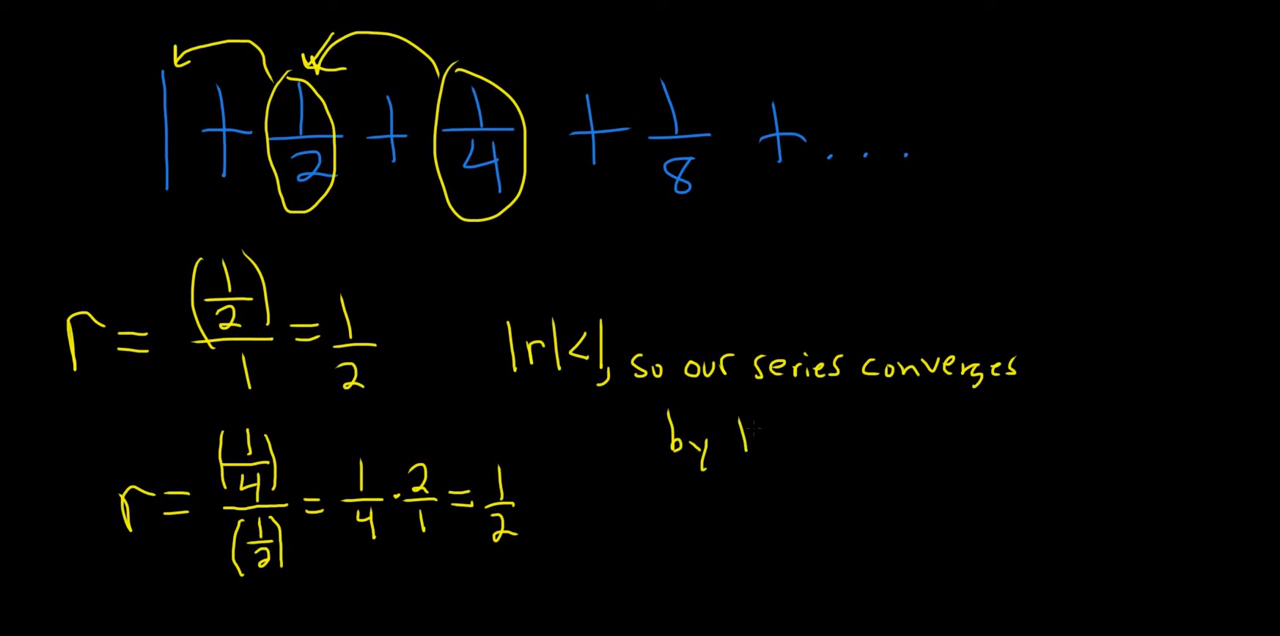 1 + 1/2 + 1/4 + 1/8 + ...
r = (1/2)/1 = 1/2
|r| < 1, so our series converges
by
r = (1/4)/(1/2) = 1/4 · 2/1 = 1/2